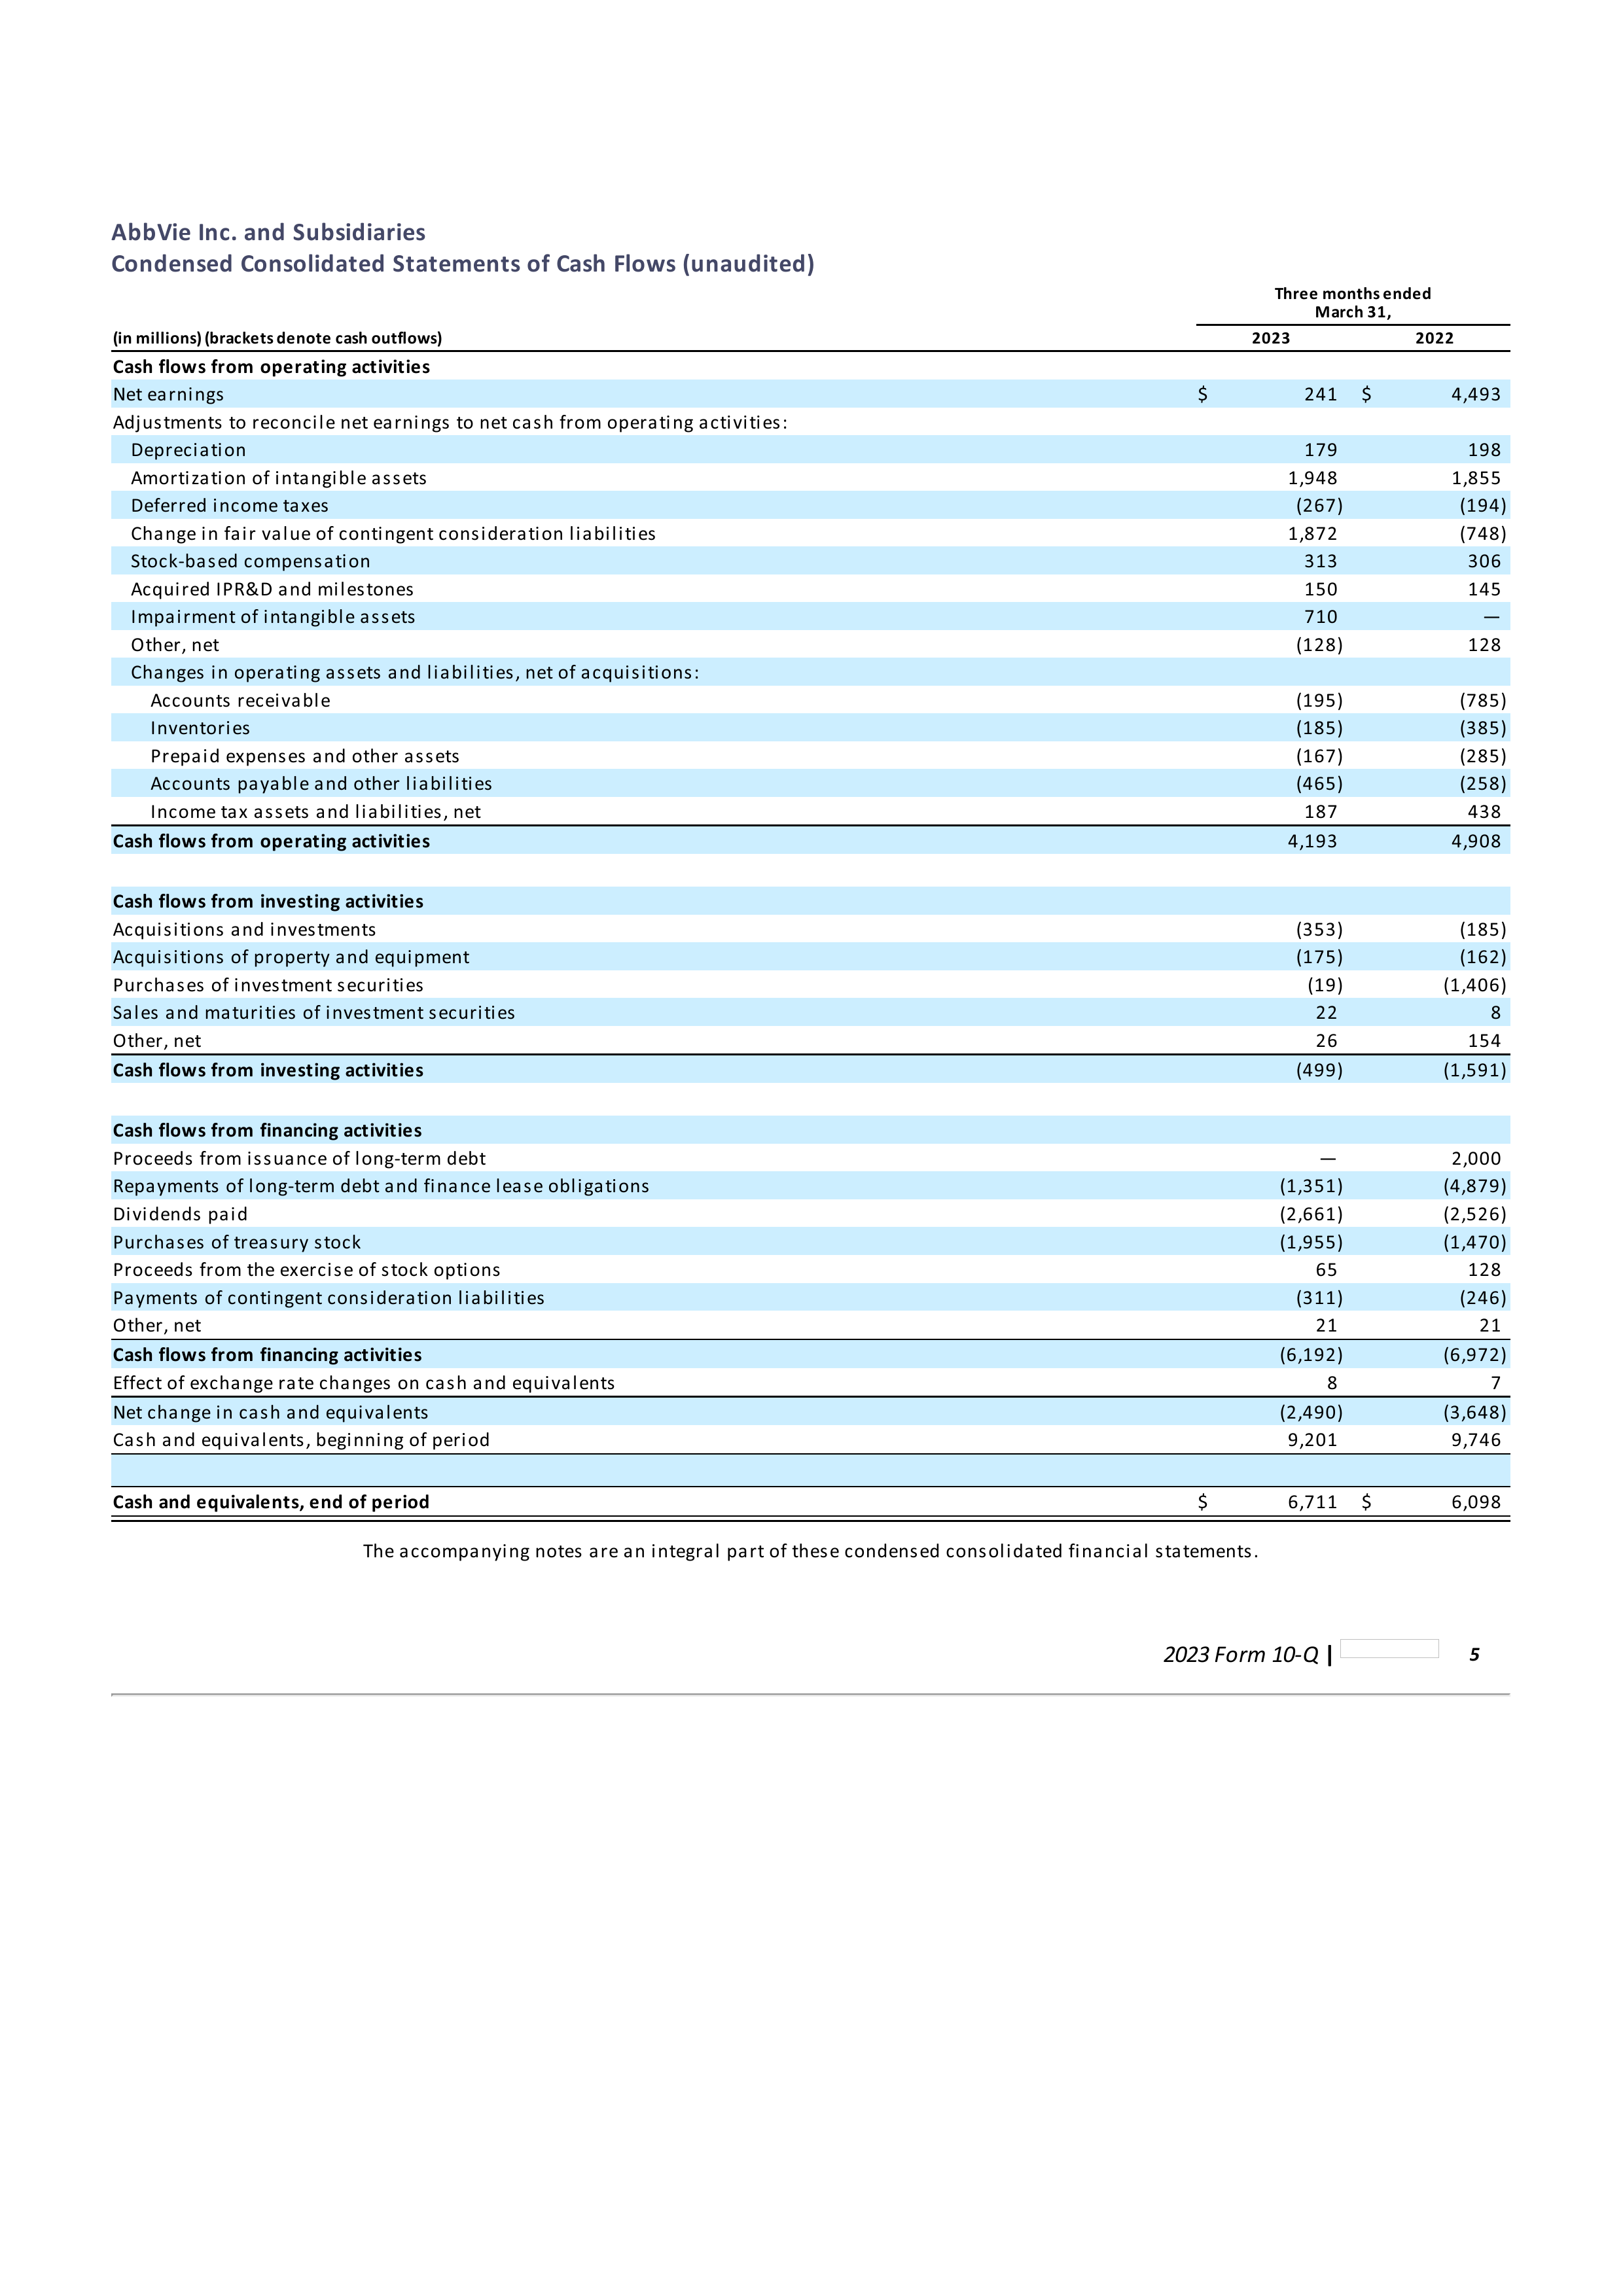 AbbVie Inc. and Subsidiaries
Condensed Consolidated Statements of Cash Flows (unaudited)
Three months ended
March 31,
(in millions) (brackets denote cash outflows) 2023 2022
Cash flows from operating activities
Net earnings $ 241 $ 4,493
Adjustments to reconcile net earnings to net cash from operating activities:
Depreciation 179 198
Amortization of intangible assets 1,948 1,855
Deferred income taxes (267) (194)
Change in fair value of contingent consideration liabilities 1,872 (748)
Stock-based compensation 313 306
Acquired IPR&D and milestones 150 145
Impairment of intangible assets 710 —
Other, net (128) 128
Changes in operating assets and liabilities, net of acquisitions:
Accounts receivable (195) (785)
Inventories (185) (385)
Prepaid expenses and other assets (167) (285)
Accounts payable and other liabilities (465) (258)
Income tax assets and liabilities, net 187 438
Cash flows from operating activities 4,193 4,908
Cash flows from investing activities
Acquisitions and investments (353) (185)
Acquisitions of property and equipment (175) (162)
Purchases of investment securities (19) (1,406)
Sales and maturities of investment securities 22 8
Other, net 26 154
Cash flows from investing activities (499) (1,591)
Cash flows from financing activities
Proceeds from issuance of long-term debt — 2,000
Repayments of long-term debt and finance lease obligations (1,351) (4,879)
Dividends paid (2,661) (2,526)
Purchases of treasury stock (1,955) (1,470)
Proceeds from the exercise of stock options 65 128
Payments of contingent consideration liabilities (311) (246)
Other, net 21 21
Cash flows from financing activities (6,192) (6,972)
Effect of exchange rate changes on cash and equivalents 8 7
Net change in cash and equivalents (2,490) (3,648)
Cash and equivalents, beginning of period 9,201 9,746
Cash and equivalents, end of period $ 6,711 $ 6,098
The accompanying notes are an integral part of these condensed consolidated financial statements.
2023 Form 10-Q | 5